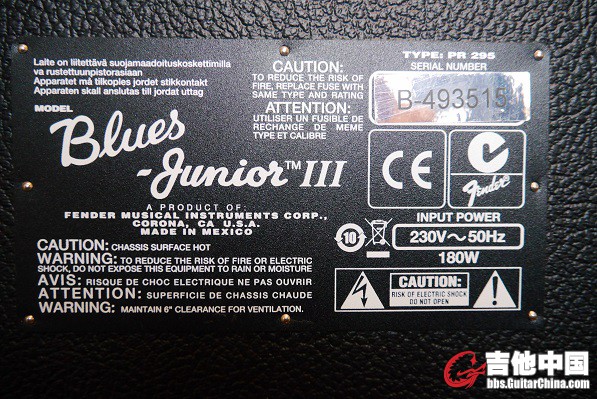 Laite on liitettävä suojamaadoituskoskettimilla
va rustettuunpistorasiaan
Apparatet må tilkoples jordet stikkontakt
Apparaten skall anslutas till jordat uttag
MODEL
Blues
-Junior™ III
A PRODUCT OF:
FENDER MUSICAL INSTRUMENTS CORP.,
CORONA, CA U.S.A.
MADE IN MEXICO
CAUTION: CHASSIS SURFACE HOT
WARNING: TO REDUCE THE RISK OF FIRE OR ELECTRIC
SHOCK, DO NOT EXPOSE THIS EQUIPMENT TO RAIN OR MOISTURE
AVIS: RISQUE DE CHOC ELECTRIQUE NE PAS OUVRIR
ATTENTION: SUPERFICIE DE CHASSIS CHAUDE
WARNING: MAINTAIN 6" CLEARANCE FOR VENTILATION.
CAUTION:
TO REDUCE THE RISK OF
FIRE, REPLACE FUSE WITH
SAME TYPE AND RATING
ATTENTION:
UTILISER UN FUSIBLE DE
RECHANGE DE MEME
TYPE ET CALIBRE
TYPE: PR 295
SERIAL NUMBER
B-493515
CE
Fender
INPUT POWER
10
230V~50Hz
180W
CAUTION:
RISK OF ELECTRIC SHOCK
DO NOT OPEN
吉他中国
bbs.GuitarChina.com